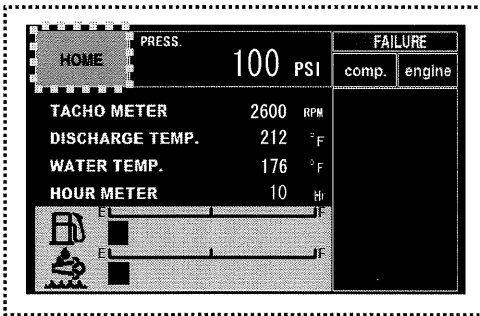 HOME
PRESS.
100 PSI
FAILURE
comp. engine
TACHO METER 2600 RPM
DISCHARGE TEMP. 212 °F
WATER TEMP. 176 °F
HOUR METER 10 Hr
E F
E F